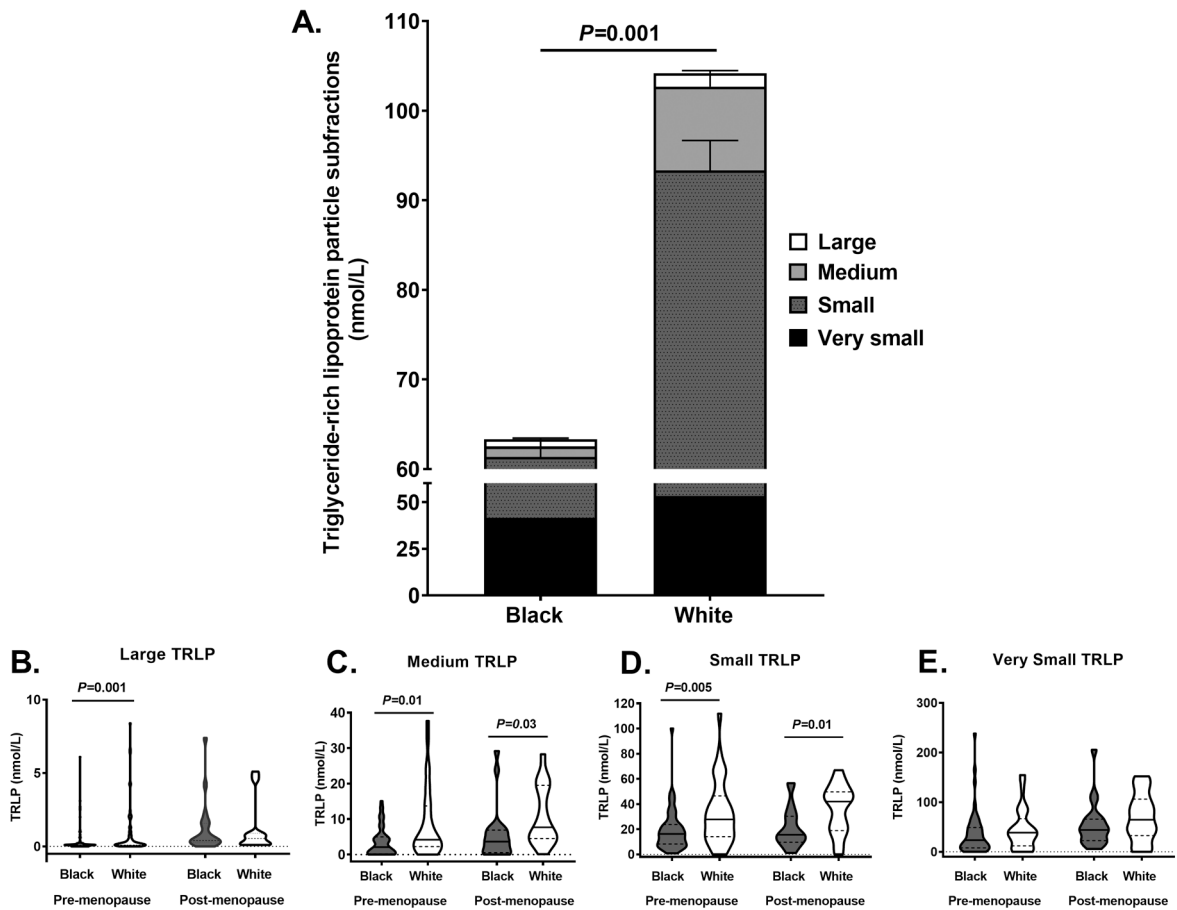 A.
P=0.001
Triglyceride-rich lipoprotein particle subfractions
(nmol/L)
110
100
90
80
70
60
50
25
0
Black
White
Large
Medium
Small
Very small
B.
Large TRLP
P=0.001
TRLP (nmol/L)
10
5
0
Black
White
Black
White
Pre-menopause
Post-menopause
C.
Medium TRLP
P=0.01
P=0.03
TRLP (nmol/L)
40
30
20
10
0
Black
White
Black
White
Pre-menopause
Post-menopause
D.
Small TRLP
P=0.005
P=0.01
TRLP (nmol/L)
120
100
80
60
40
20
0
Black
White
Black
White
Pre-menopause
Post-menopause
E.
Very Small TRLP
TRLP (nmol/L)
300
200
100
0
Black
White
Black
White
Pre-menopause
Post-menopause